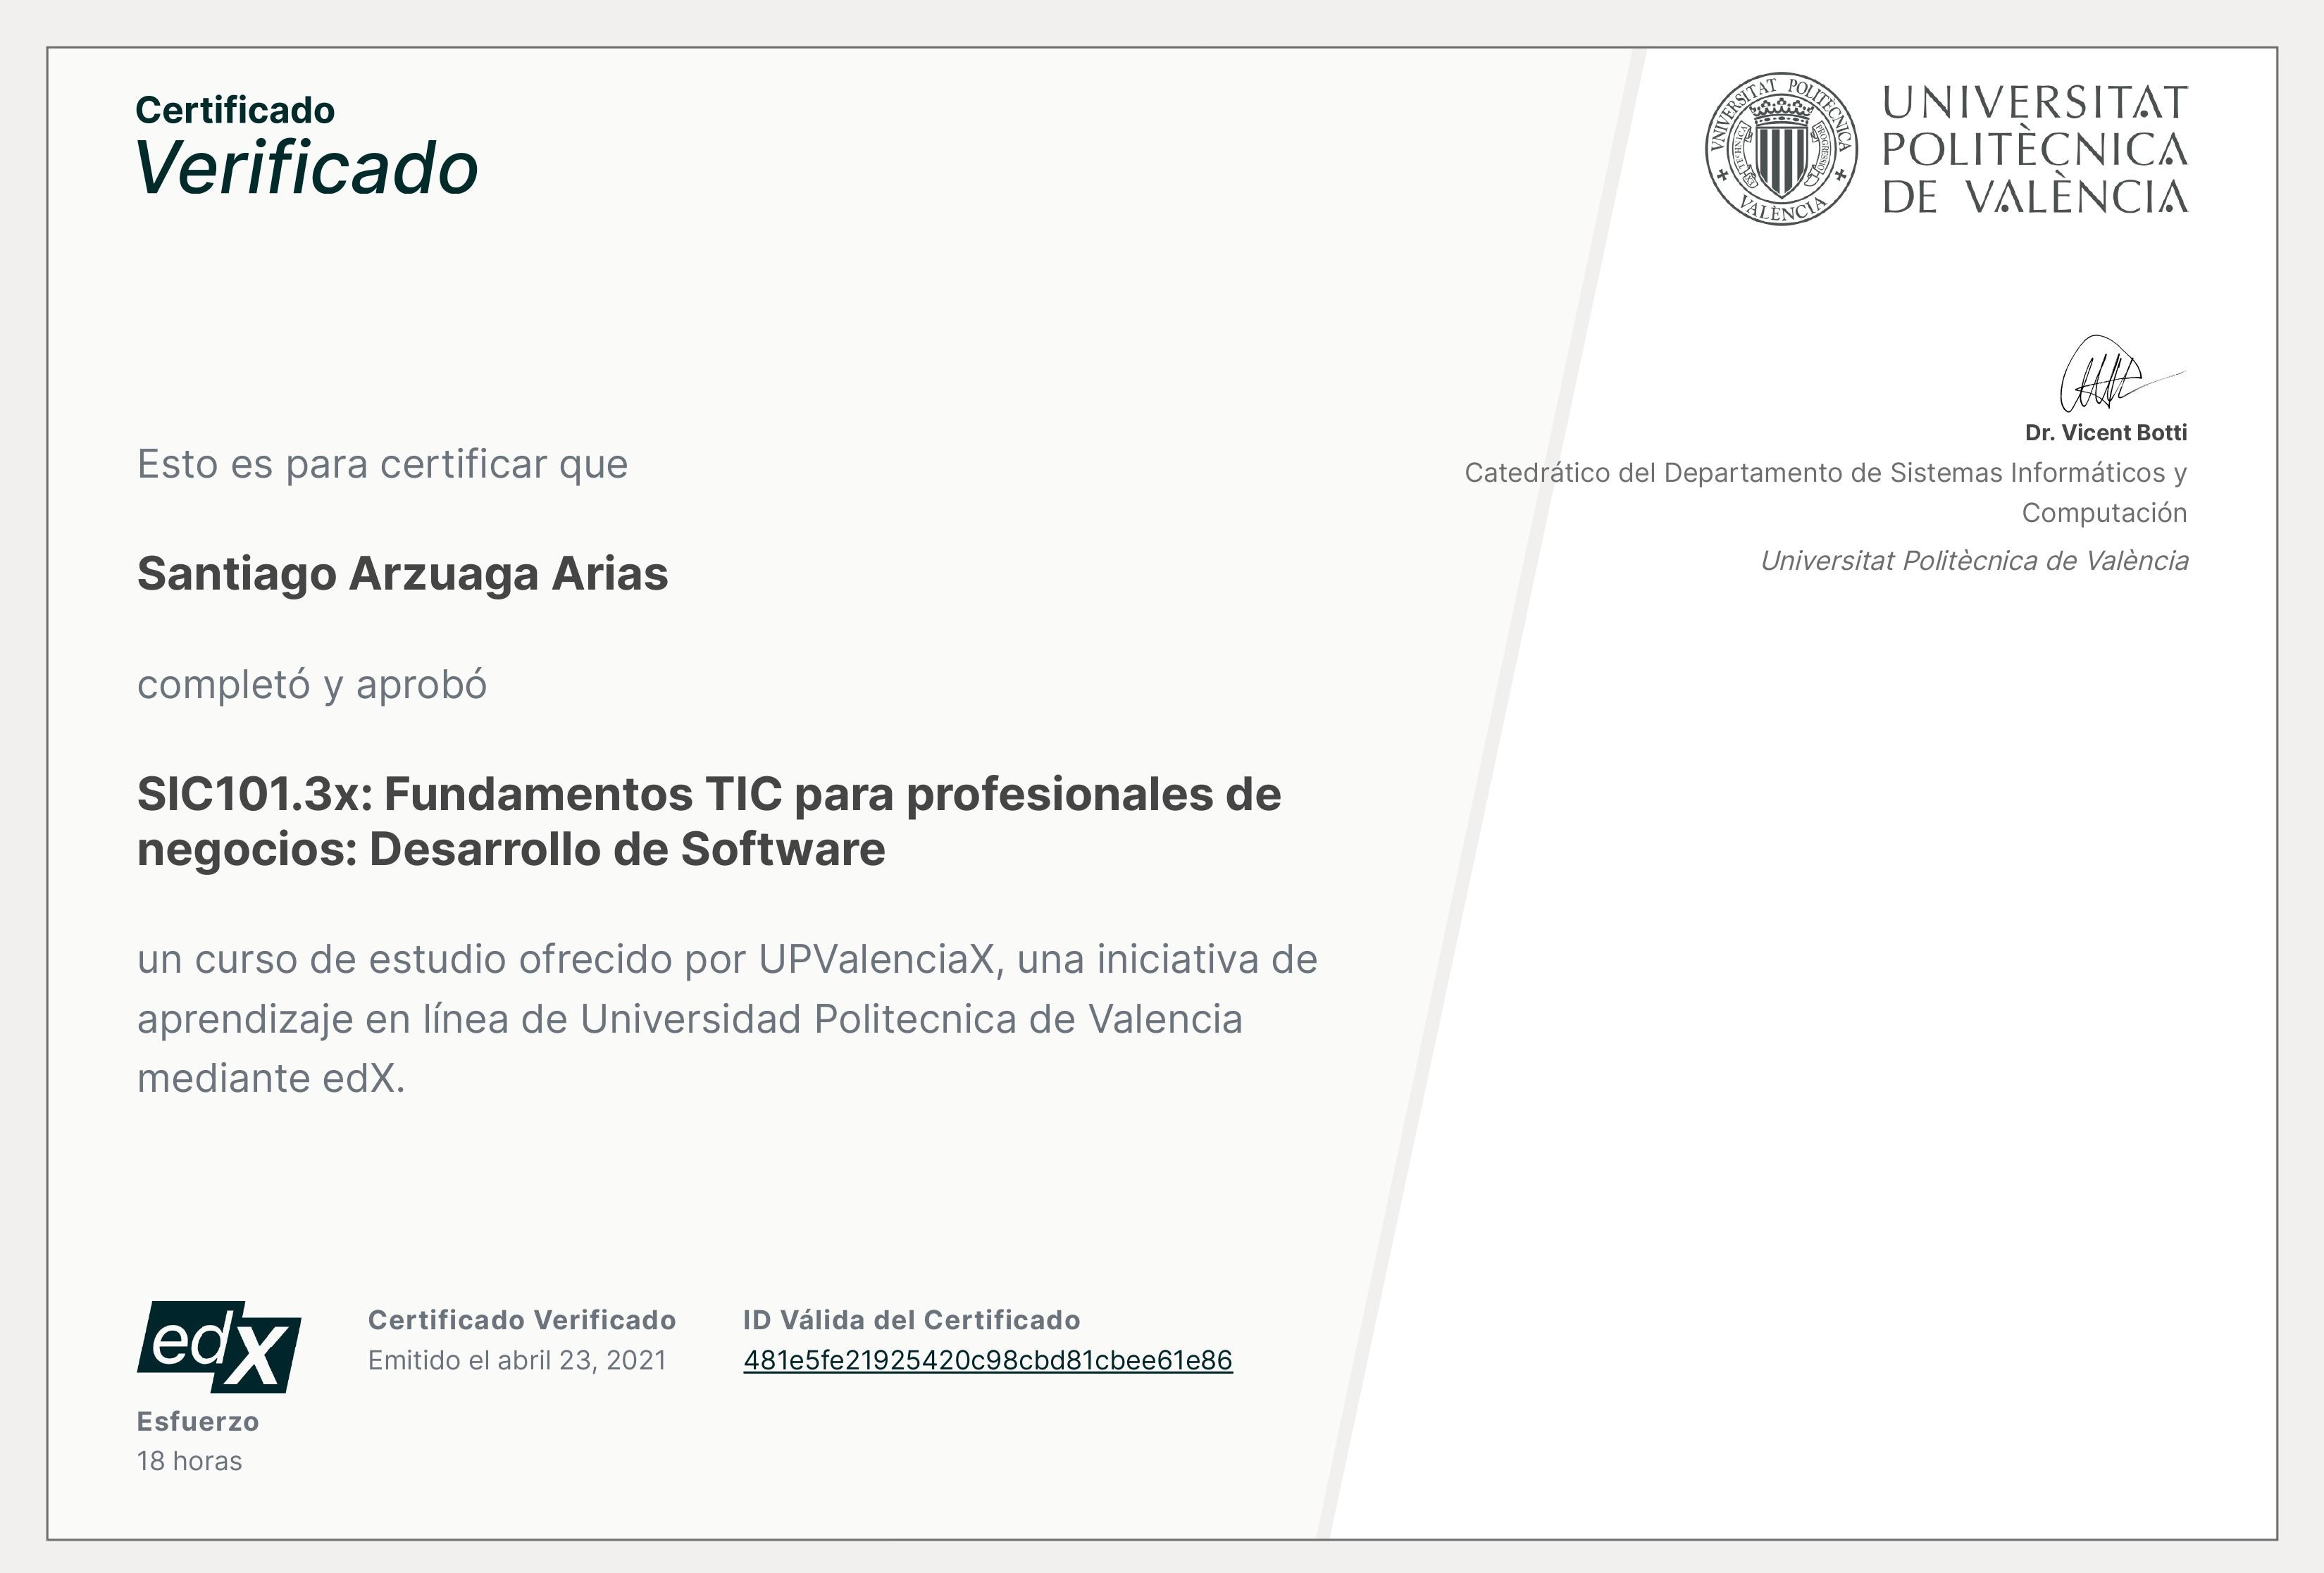 Certificado
Verificado
UNIVERSITAT POLITÈCNICA
VALÈNCIA
UNIVERSITAT
POLITÈCNICA
DE VALÈNCIA
Dr. Vicent Botti
Catedrático del Departamento de Sistemas Informáticos y
Computación
Universitat Politècnica de València
Esto es para certificar que
Santiago Arzuaga Arias
completó y aprobó
SIC101.3x: Fundamentos TIC para profesionales de
negocios: Desarrollo de Software
un curso de estudio ofrecido por UPValenciaX, una iniciativa de
aprendizaje en línea de Universidad Politecnica de Valencia
mediante edX.
edX
Certificado Verificado
Emitido el abril 23, 2021
ID Válida del Certificado
481e5fe21925420c98cbd81cbee61e86
Esfuerzo
18 horas